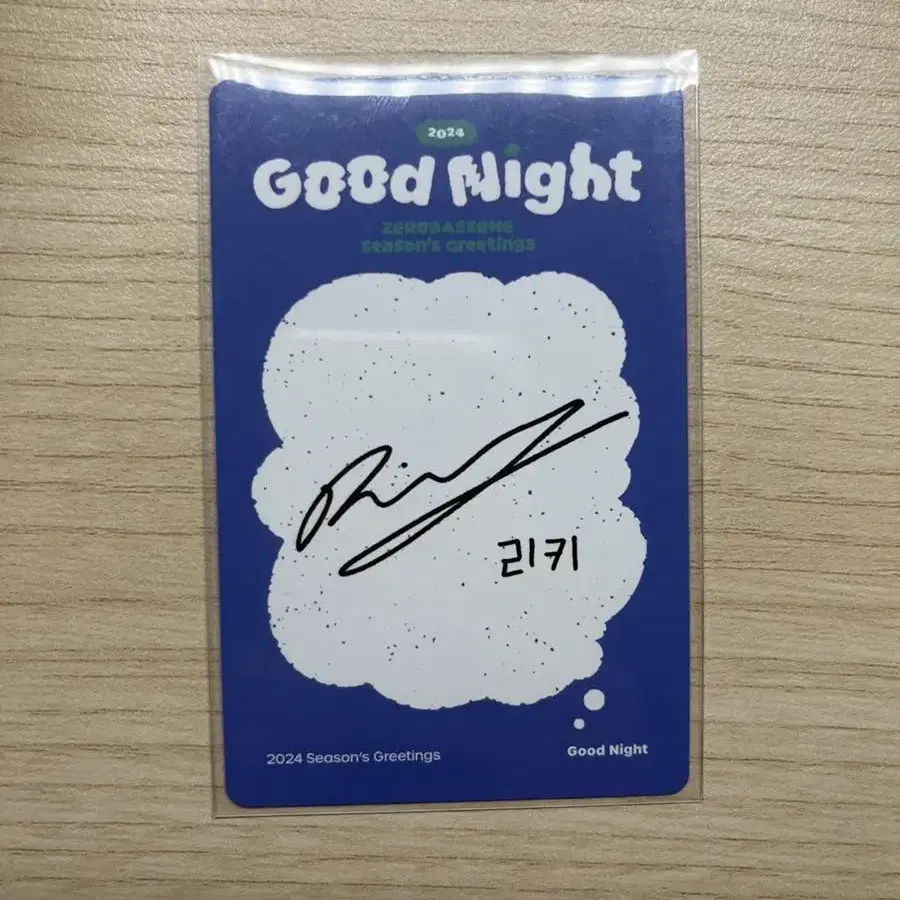 2024
Good Night
ZEROBASEONE
Season's Greetings
리키
2024 Season's Greetings
Good Night